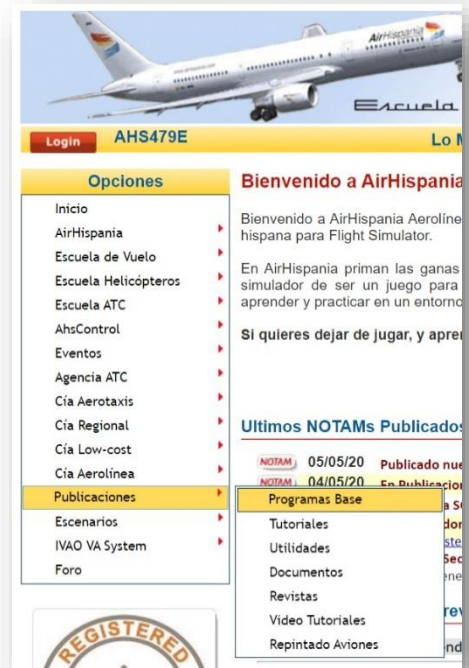 AirHispania
Escuela
Login
AHS479E
Opciones
Inicio
AirHispania
Escuela de Vuelo
Escuela Helicópteros
Escuela ATC
AhsControl
Eventos
Agencia ATC
Cía Aerotaxis
Cía Regional
Cía Low-cost
Cía Aerolínea
Publicaciones
Escenarios
IVAO VA System
Foro
REGISTERED
Programas Base
Tutoriales
Utilidades
Documentos
Revistas
Video Tutoriales
Repintado Aviones
Lo
Bienvenido a AirHispania
Bienvenido a AirHispania Aerolíne
hispana para Flight Simulator.
En AirHispania priman las ganas
simulador de ser un juego para
aprender y practicar en un entorno
Si quieres dejar de jugar, y apre
Ultimos NOTAMs Publicados
NOTAM 05/05/20 Publicado nue
NOTAM 04/05/20 En Publicacion